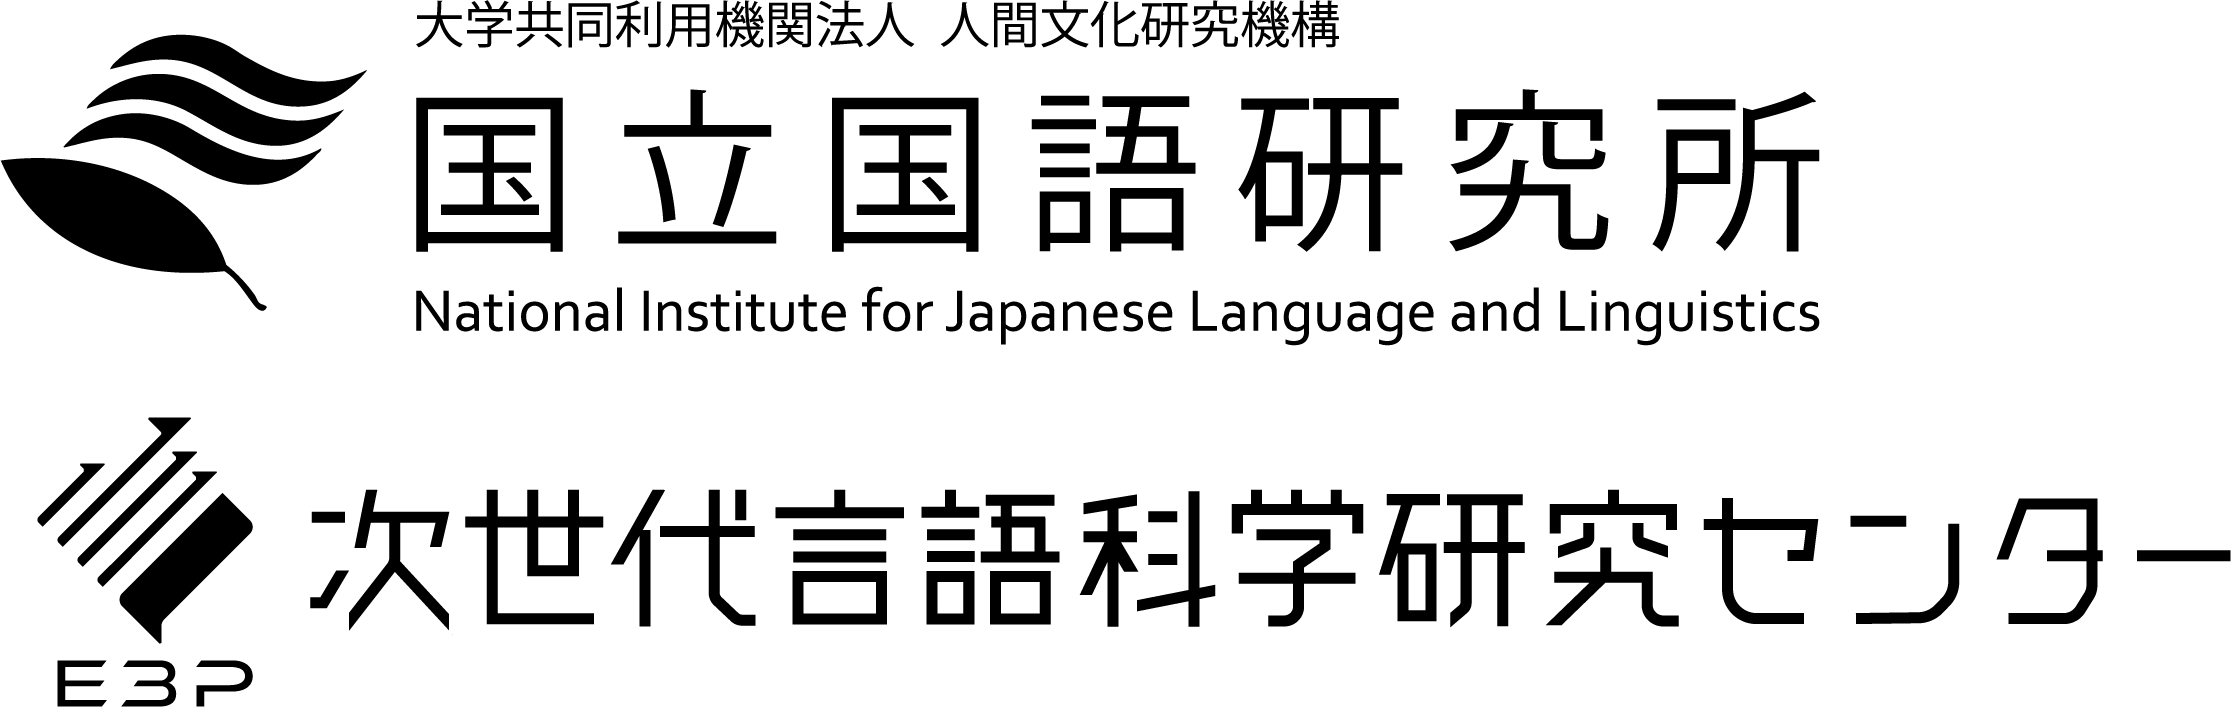 大学共同利用機関法人 人間文化研究機構
国立国語研究所
National Institute for Japanese Language and Linguistics
次世代言語科学研究センター
EBP